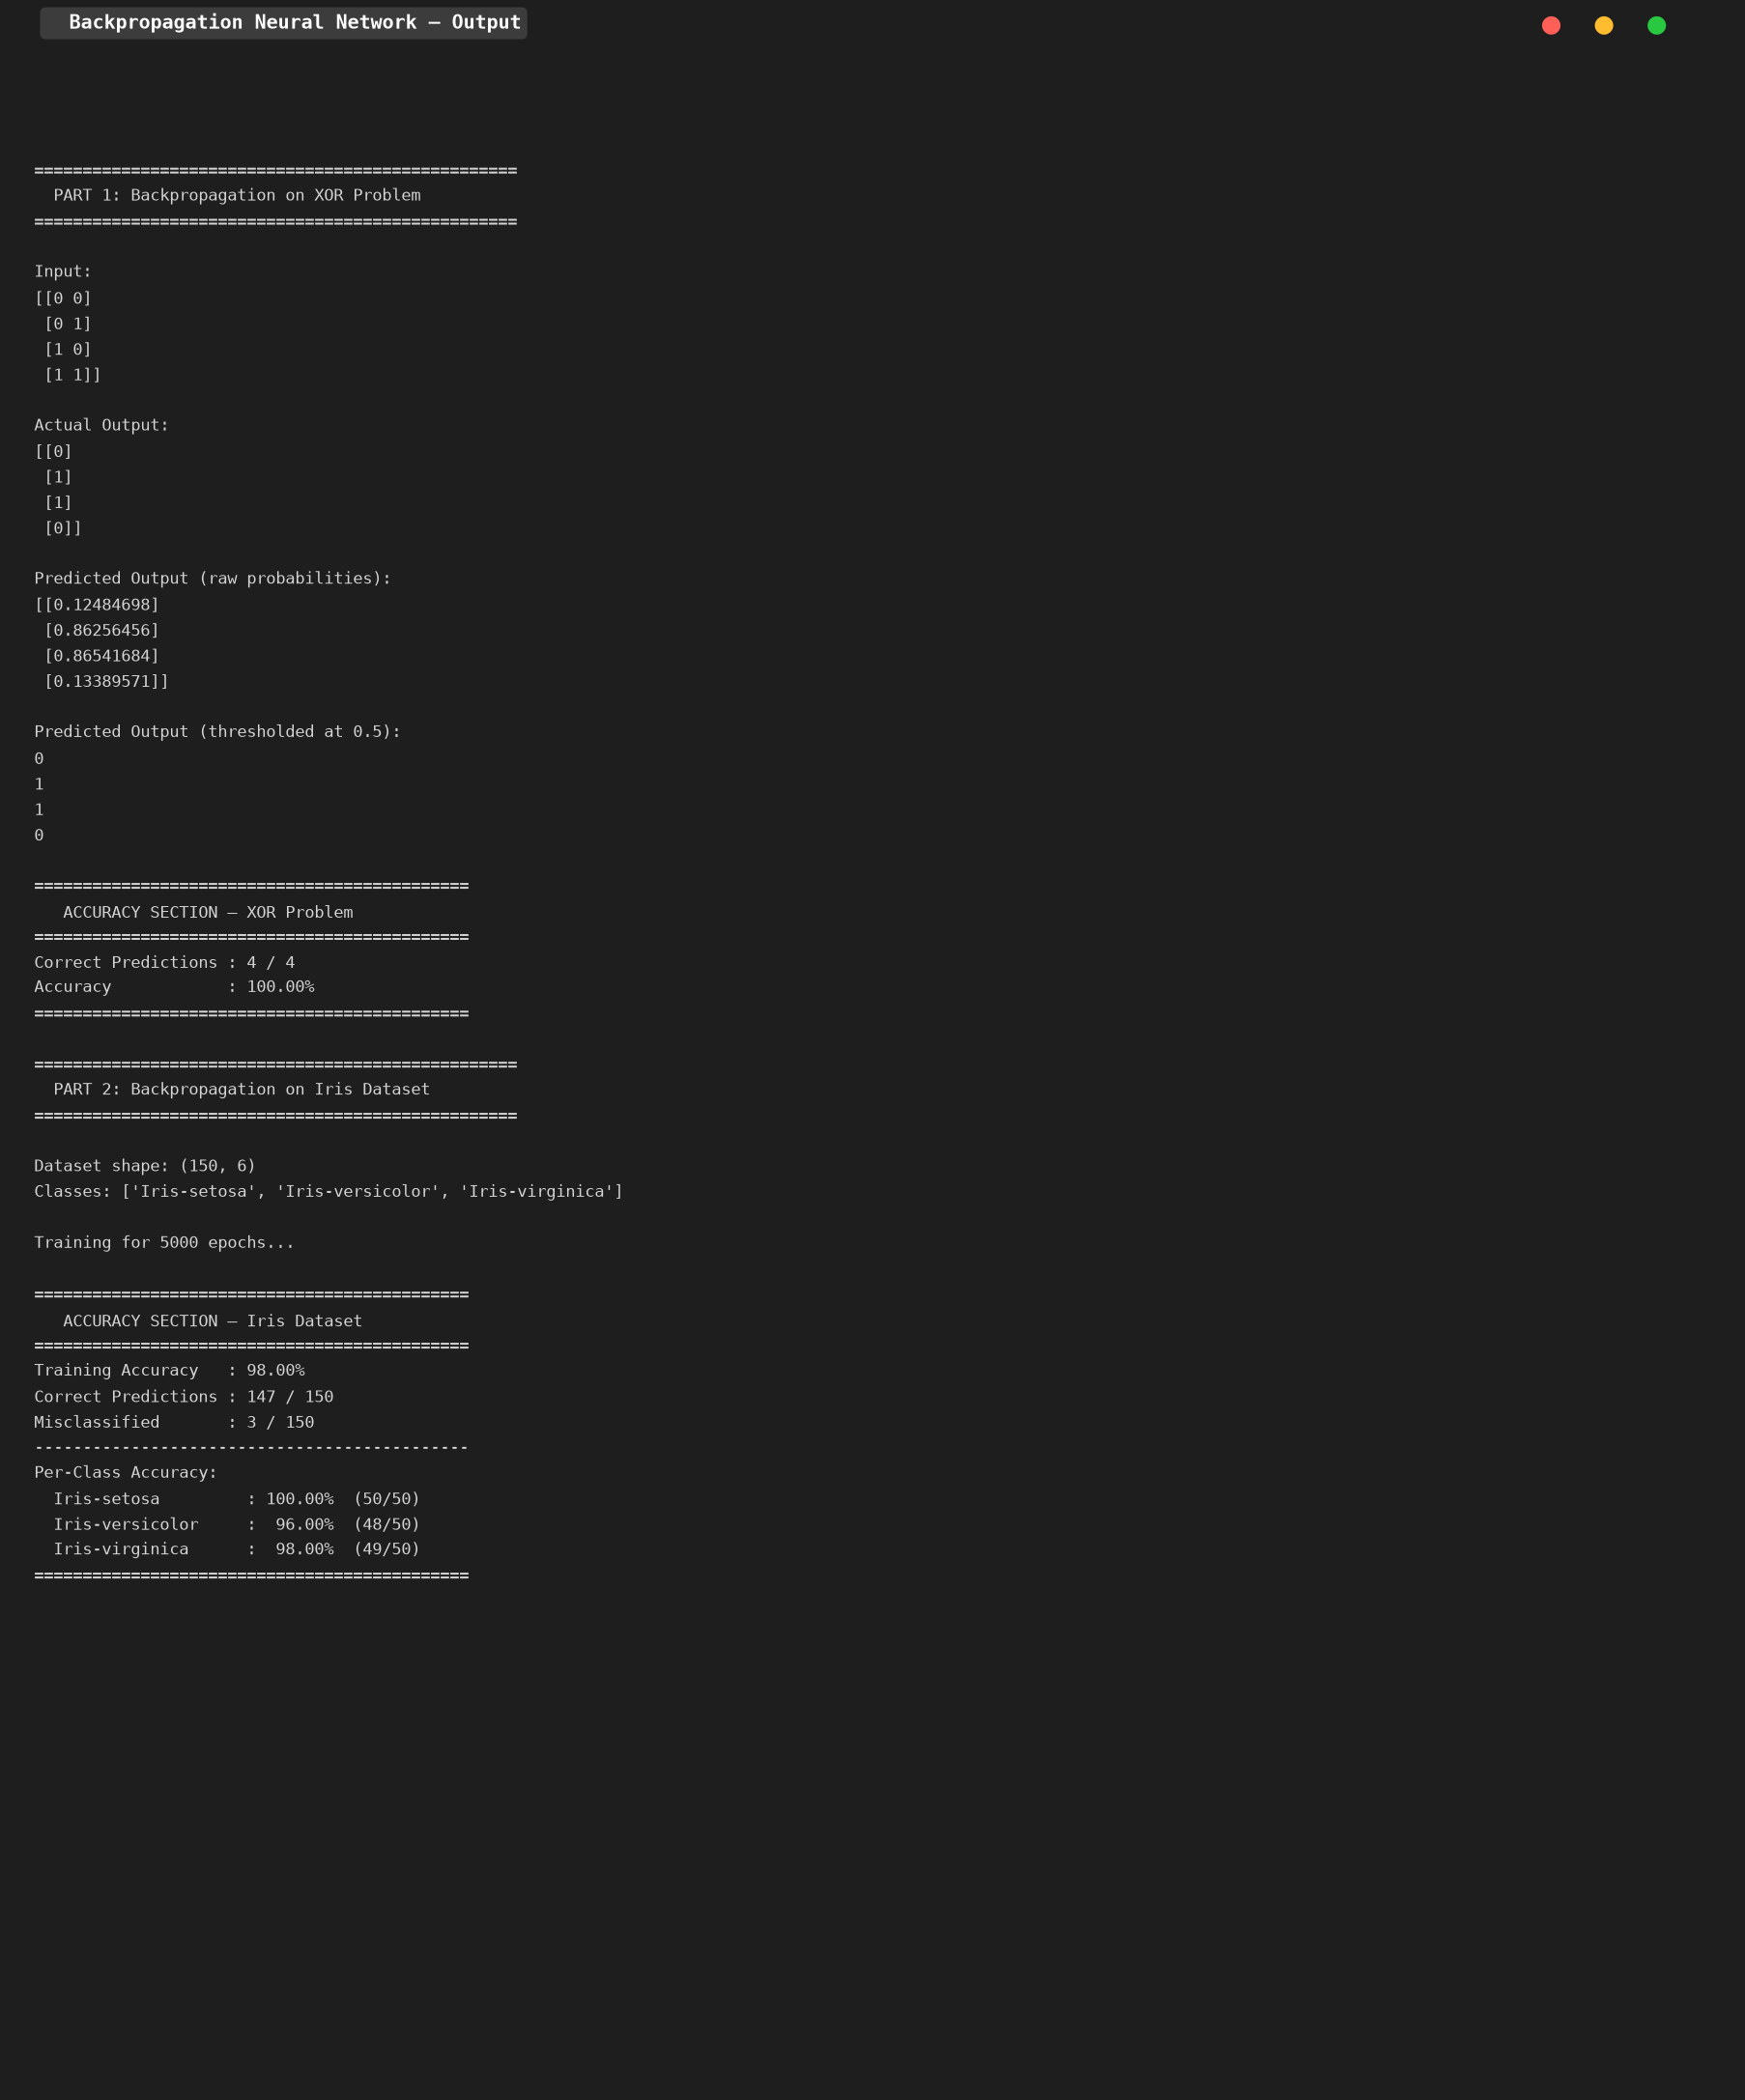 Backpropagation Neural Network — Output
==================================================
  PART 1: Backpropagation on XOR Problem
==================================================

Input:
[[0 0]
 [0 1]
 [1 0]
 [1 1]]

Actual Output:
[[0]
 [1]
 [1]
 [0]]

Predicted Output (raw probabilities):
[[0.12484698]
 [0.86256456]
 [0.86541684]
 [0.13389571]]

Predicted Output (thresholded at 0.5):
0
1
1
0

=============================================
   ACCURACY SECTION — XOR Problem
=============================================
Correct Predictions : 4 / 4
Accuracy            : 100.00%
=============================================

==================================================
  PART 2: Backpropagation on Iris Dataset
==================================================

Dataset shape: (150, 6)
Classes: ['Iris-setosa', 'Iris-versicolor', 'Iris-virginica']

Training for 5000 epochs...

=============================================
   ACCURACY SECTION — Iris Dataset
=============================================
Training Accuracy   : 98.00%
Correct Predictions : 147 / 150
Misclassified       : 3 / 150
---------------------------------------------
Per-Class Accuracy:
  Iris-setosa         : 100.00%  (50/50)
  Iris-versicolor     :  96.00%  (48/50)
  Iris-virginica      :  98.00%  (49/50)
=============================================